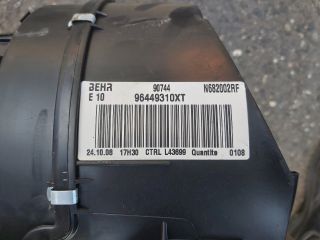 BEHR 90744 N682002RF
E 10 96449310XT
24.10.08 17H30 CTRL L43699 Quantite 0108